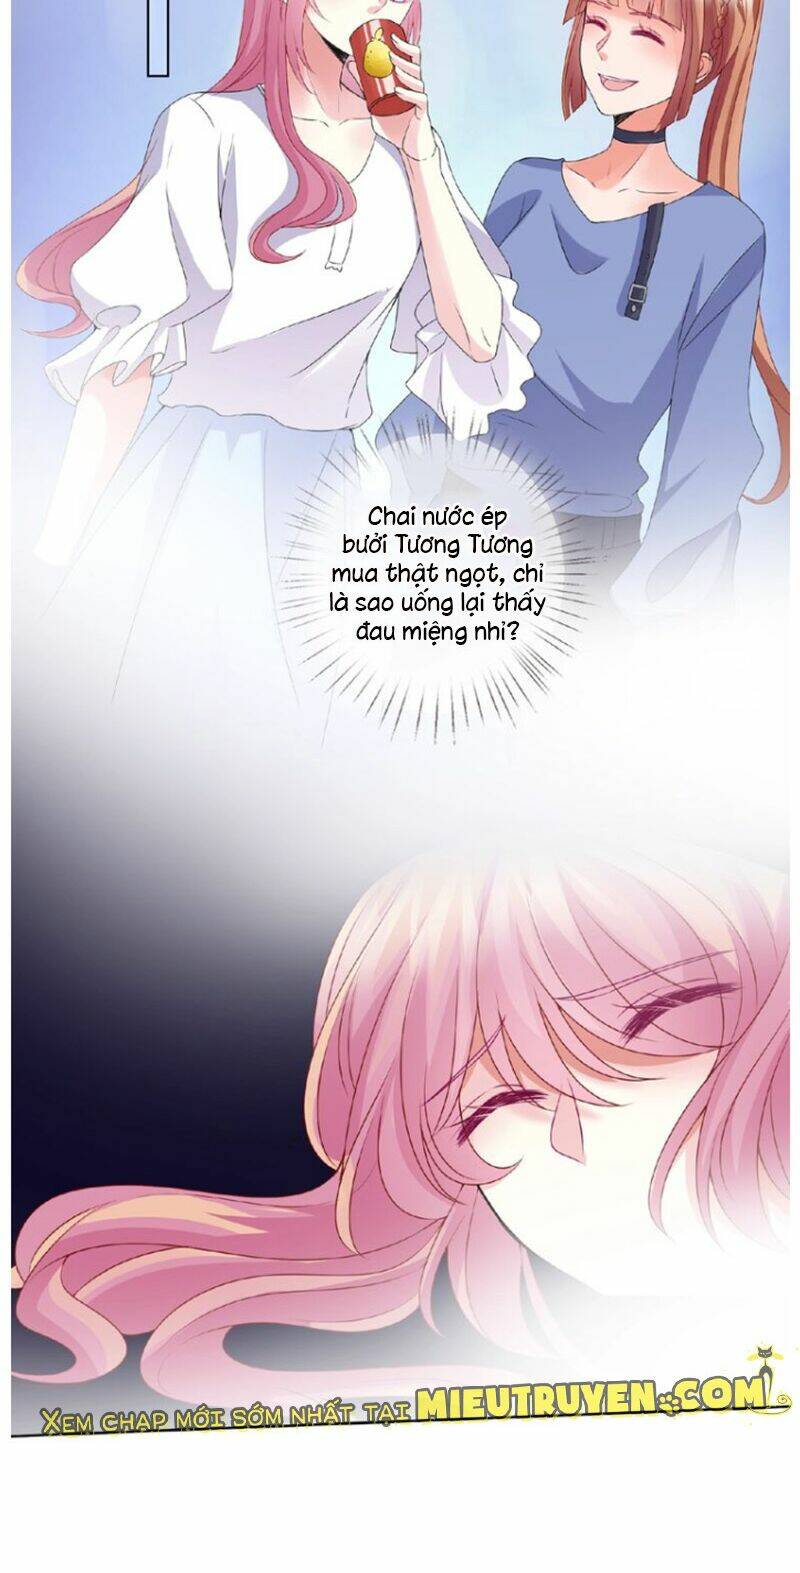 Chai nước ép
bưởi Tương Tương
mua thật ngọt, chỉ
là sao uống lại thấy
đau miệng nhỉ?
XEM CHAP MỚI SỚM NHẤT TẠI MIEUTRUYEN.COM